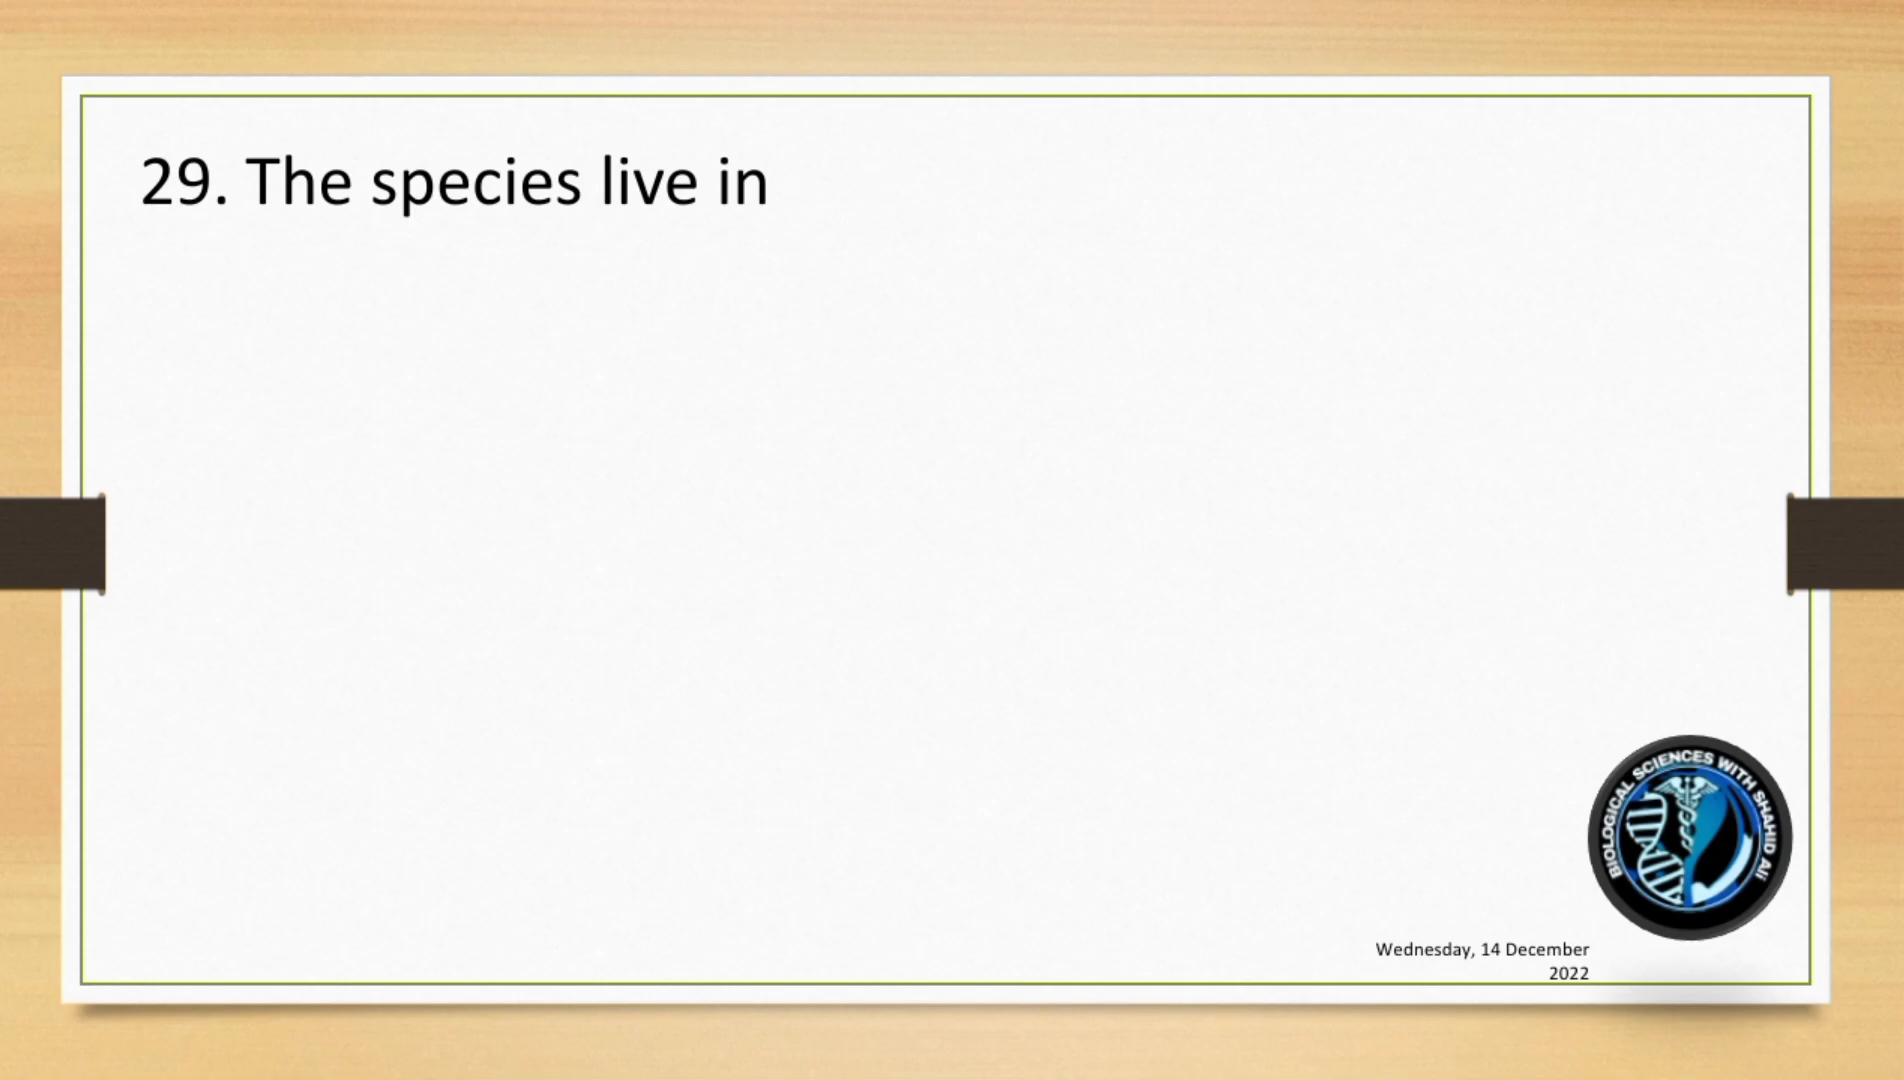 29. The species live in
BIOLOGICAL SCIENCES WITH SHAHID Ali
Wednesday, 14 December
2022